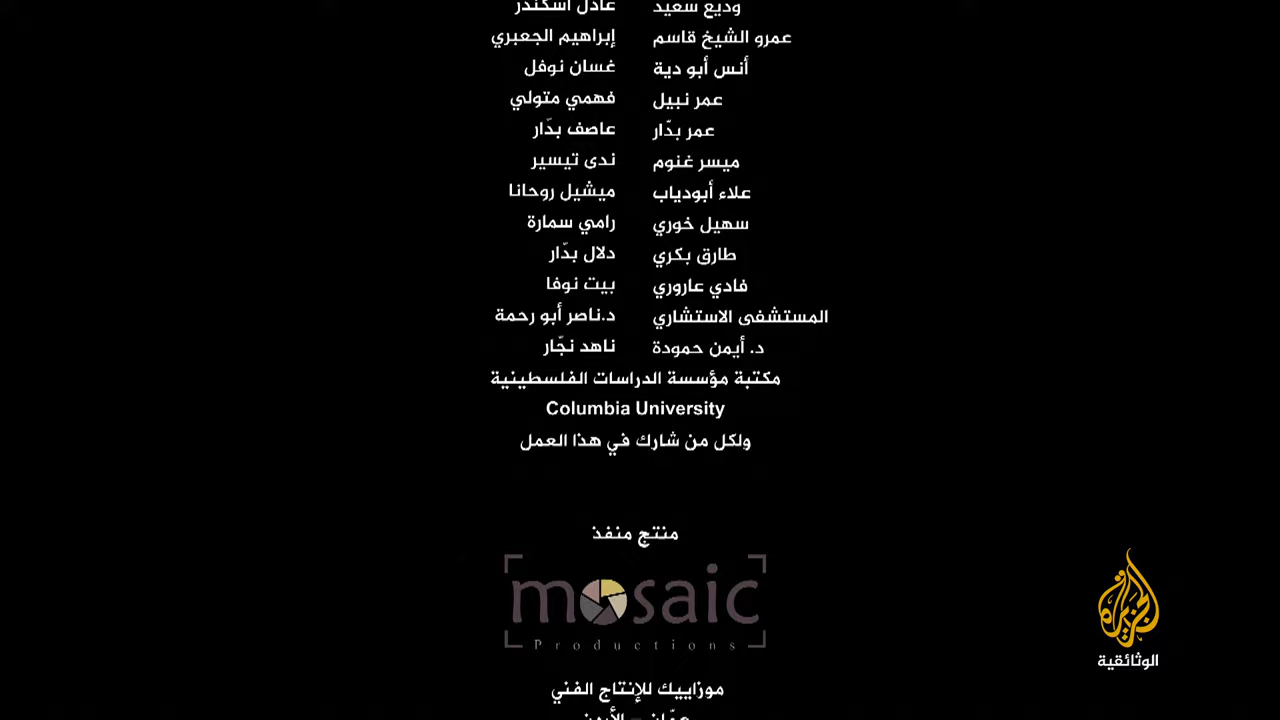 وديع سعيد عادل اسكندر
عمرو الشيخ قاسم إبراهيم الجعبري
أنس أبو دية غسان نوفل
عمر نبيل فهمي متولي
عمر بدّار عاصف بدّار
ميسر غنوم ندى تيسير
علاء أبودياب ميشيل روحانا
سهيل خوري رامي سمارة
طارق بكري دلال بدّار
فادي عاروري بيت نوفا
المستشفى الاستشاري د.ناصر أبو رحمة
د. أيمن حمودة ناهد نجّار
مكتبة مؤسسة الدراسات الفلسطينية
Columbia University
ولكل من شارك في هذا العمل
منتج منفذ
mosaic
Productions
موزاييك للإنتاج الفني
عمّان – الأردن
الجزيرة
الوثائقية